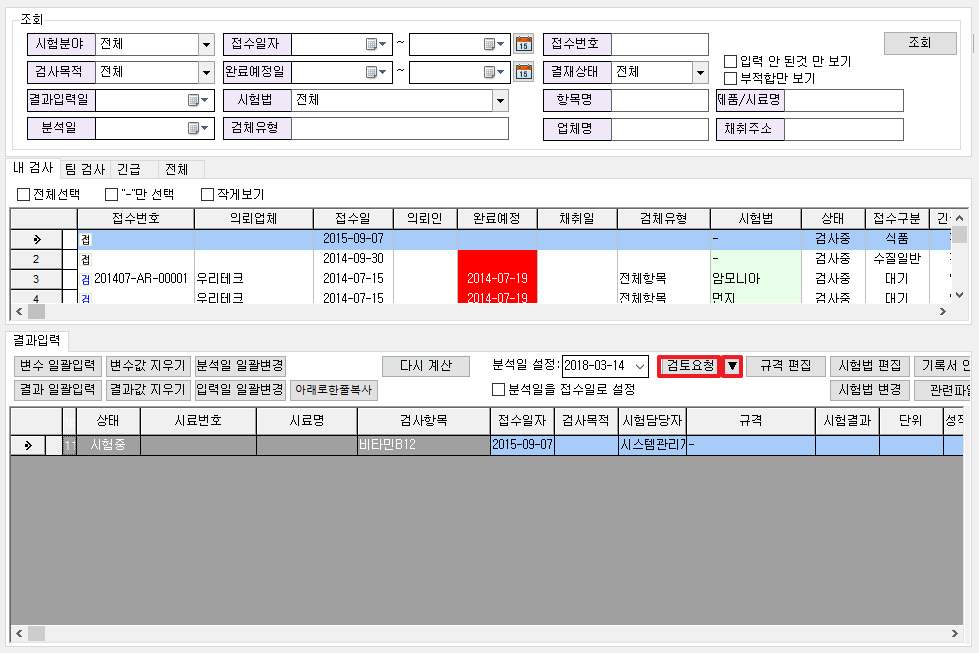 조회
시험분야 전체 접수일자 ~ 15 접수번호 조회
입력 안 된것 만 보기
검사목적 전체 완료예정일 ~ 15 결재상태 전체
부적합만 보기
결과입력일 시험법 전체 항목명 제품/시료명
분석일 검체유형 업체명 채취주소
내 검사 팀 검사 긴급 전체
전체선택 "-"만 선택 작게보기
접수번호 의뢰업체 접수일 의뢰인 완료예정 채취일 검체유형 시험법 상태 접수구분
접 2015-09-07 - 검사중 식품
2 접 2014-09-30 - 검사중 수질일반
3 검 201407-AR-00001 우리테크 2014-07-15 2014-07-19 전체항목 암모니아 검사중 대기
4 검 우리테크 2014-07-15 2014-07-19 전체항목 먼지 검사중 대기
결과입력
변수 일괄입력 변수값 지우기 분석일 일괄변경 다시 계산 분석일 설정: 2018-03-14 검토요청 ▼ 규격 편집 시험법 편집 기록서
결과 일괄입력 결과값 지우기 입력일 일괄변경 아래로한풀복사 분석일을 접수일로 설정 시험법 변경 관련파일
상태 시료번호 시료명 검사항목 접수일자 검사목적 시험담당자 규격 시험결과 단위
11 시험중 비타민B12 2015-09-07 시스템관리자 -